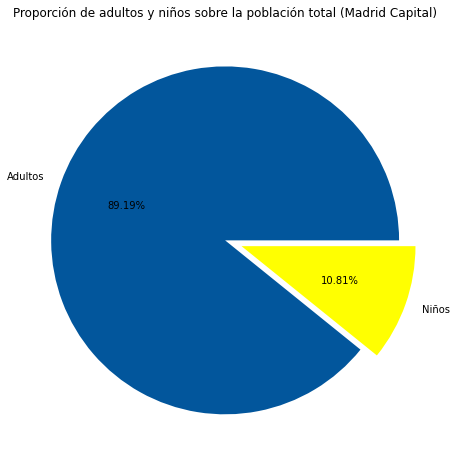 Proporción de adultos y niños sobre la población total (Madrid Capital)
Adultos
89.19%
10.81%
Niños